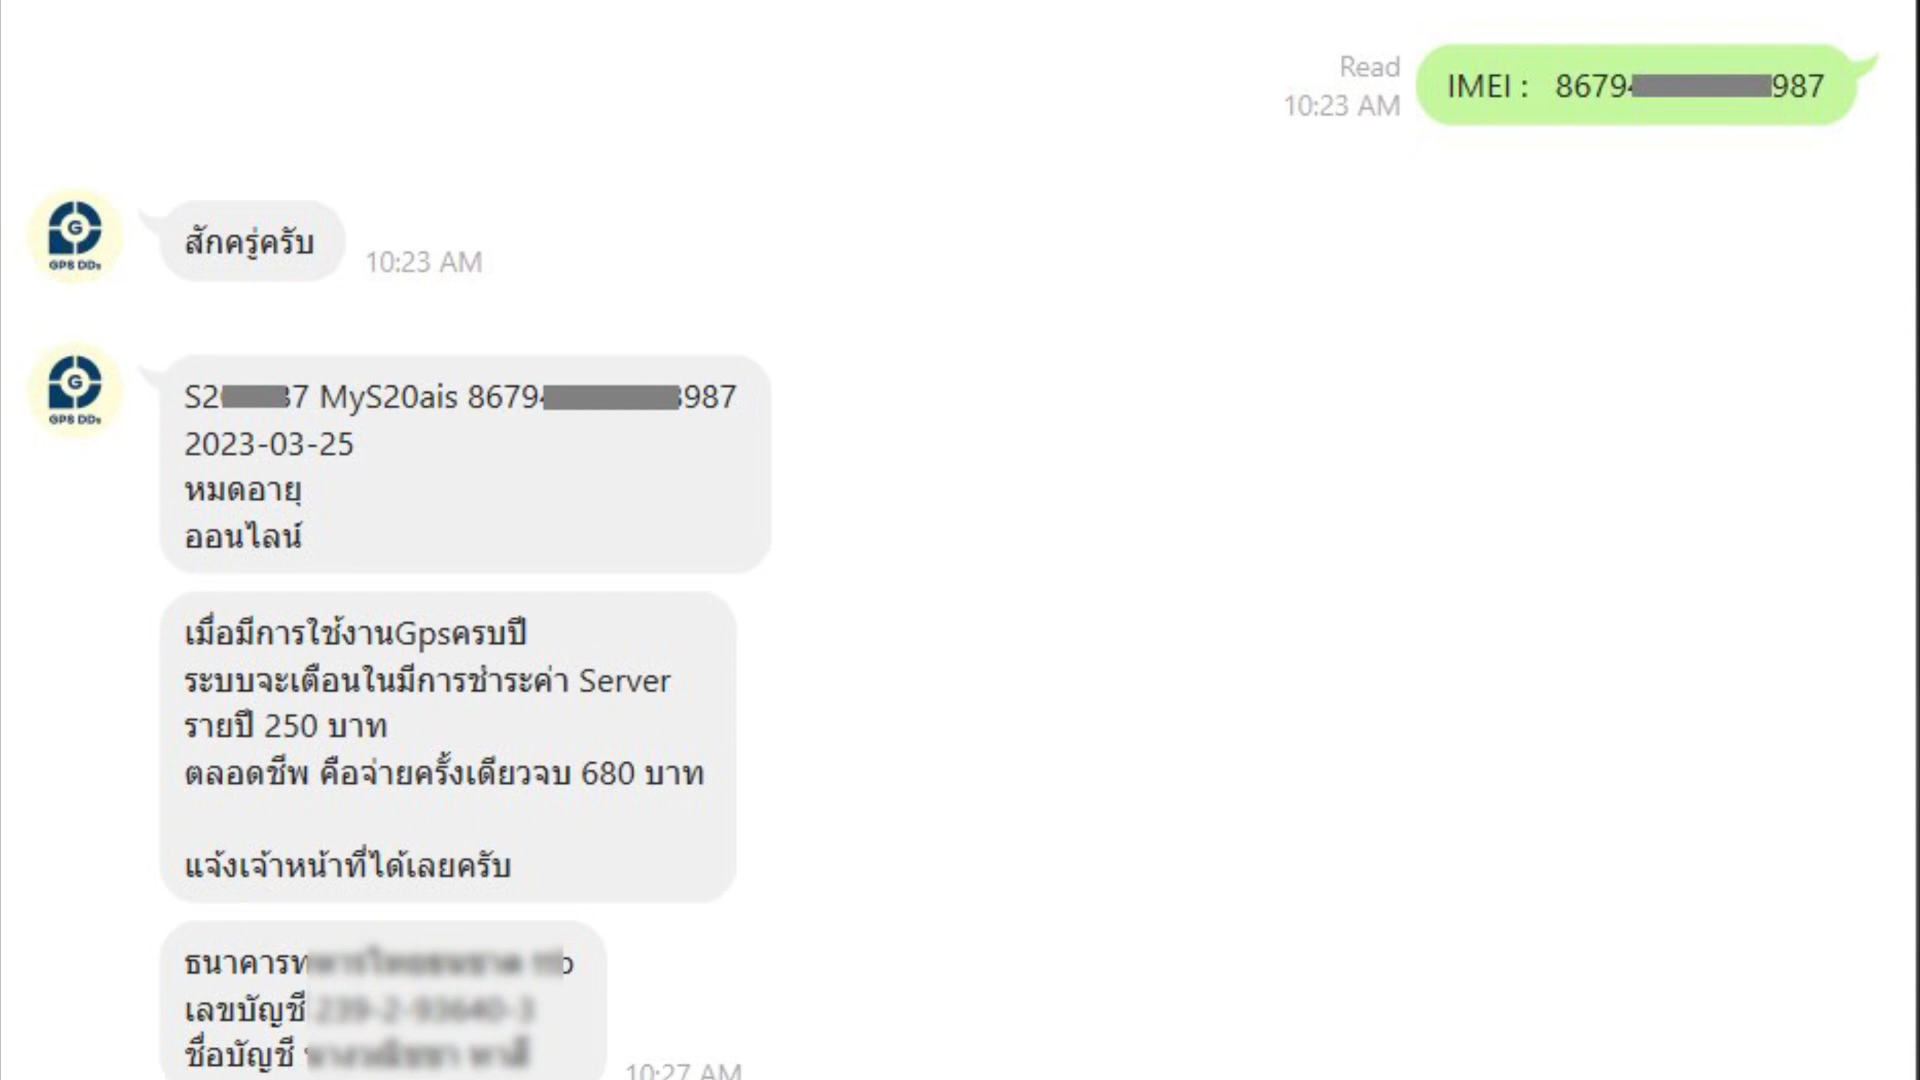 Read
10:23 AM
IMEI : 8679 987
G
GPS DDs
สักครู่ครับ
10:23 AM
G
GPS DDs
S2 7 MyS20ais 8679 987
2023-03-25
หมดอายุ
ออนไลน์
เมื่อมีการใช้งานGpsครบปี
ระบบจะเตือนในมีการชำระค่า Server
รายปี 250 บาท
ตลอดชีพ คือจ่ายครั้งเดียวจบ 680 บาท
แจ้งเจ้าหน้าที่ได้เลยครับ
ธนาคาร
เลขบัญชี
ชื่อบัญชี
10:27 AM